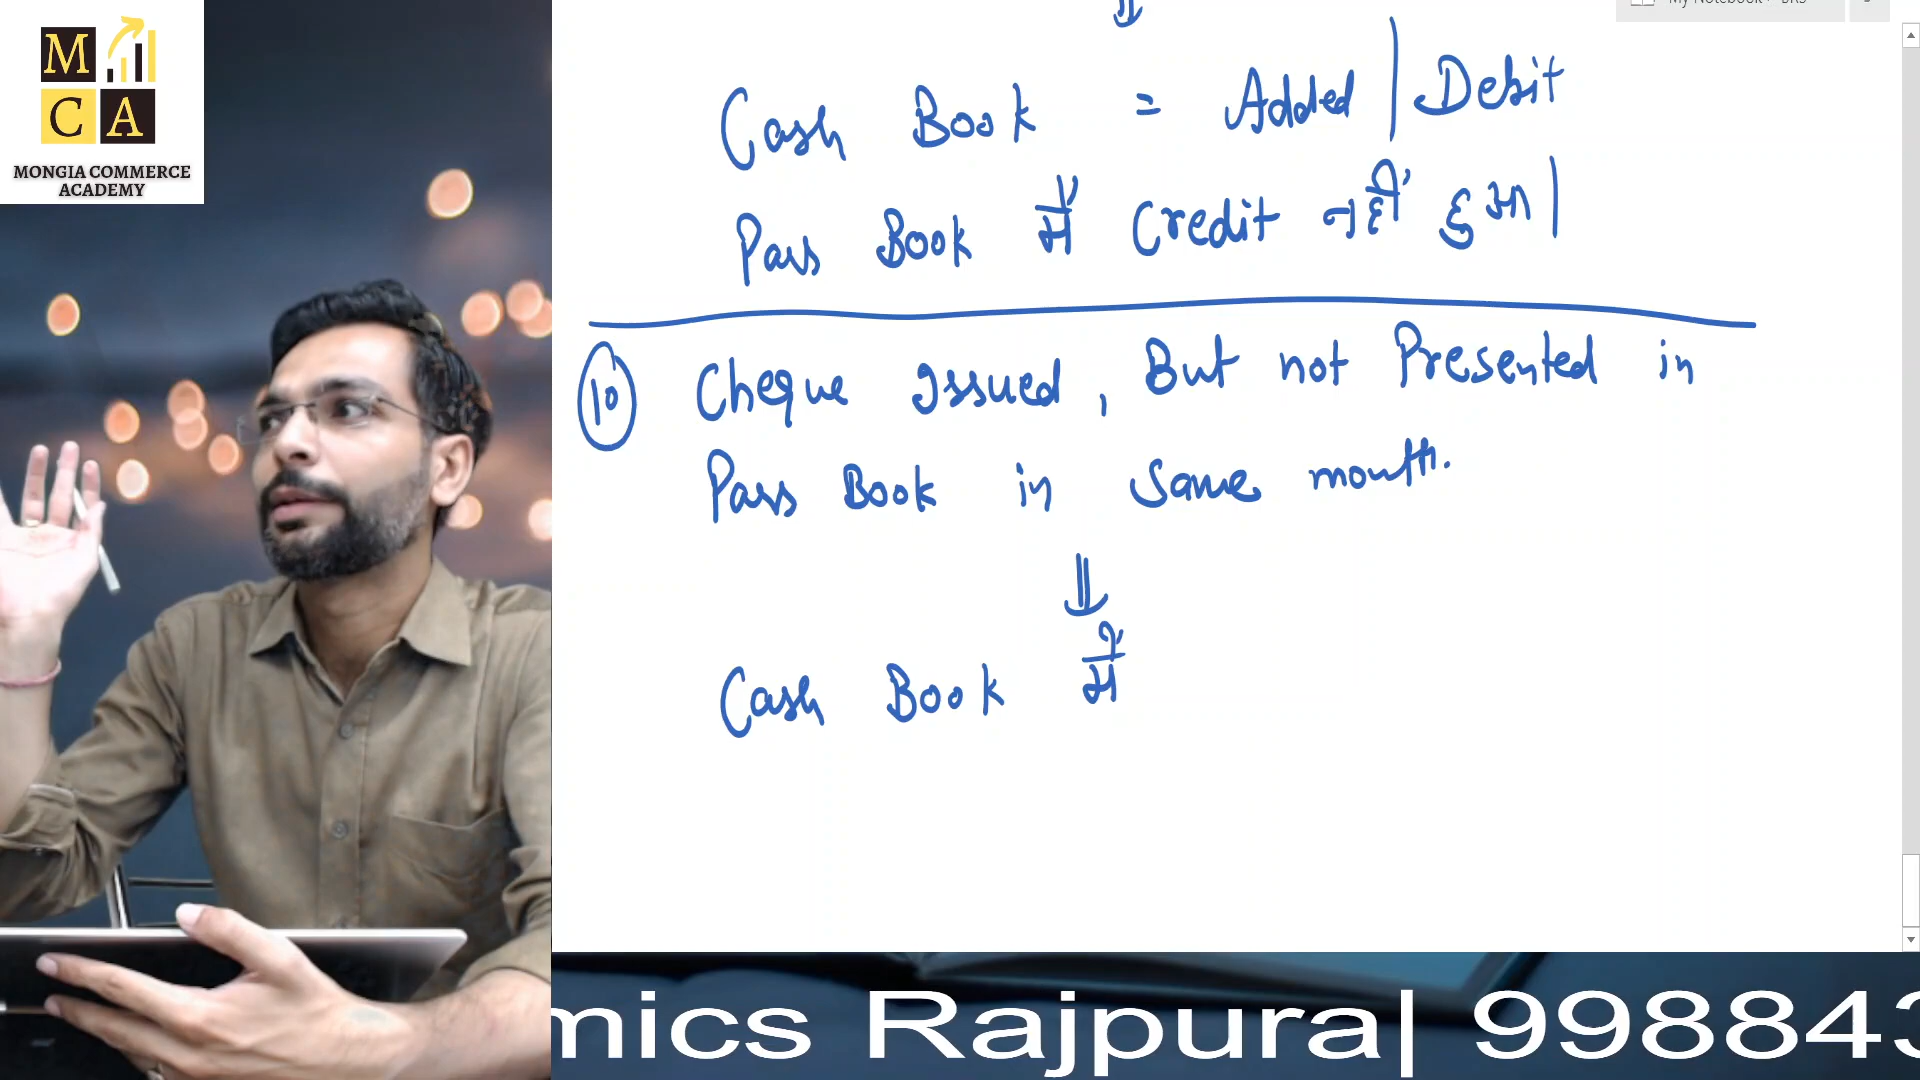 M
C A
MONGIA COMMERCE
ACADEMY
Cash Book = Added | Debit
Pass Book में Credit नहीं हुआ |
10 Cheque Issued, But not Presented in
Pass Book in Same month.
Cash Book में
mics Rajpura| 998843